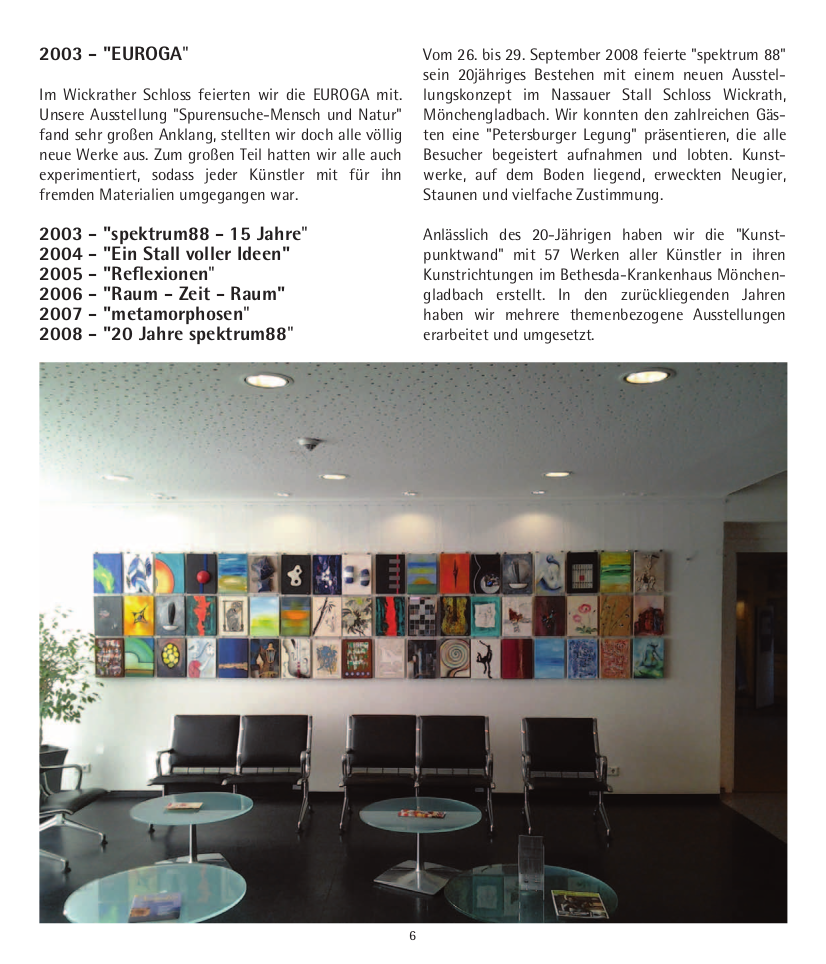 2003 – "EUROGA"
Im Wickrather Schloss feierten wir die EUROGA mit.
Unsere Ausstellung "Spurensuche-Mensch und Natur"
fand sehr großen Anklang, stellten wir doch alle völlig
neue Werke aus. Zum großen Teil hatten wir alle auch
experimentiert, sodass jeder Künstler mit für ihn
fremden Materialien umgegangen war.
2003 – "spektrum88 – 15 Jahre"
2004 – "Ein Stall voller Ideen"
2005 – "Reflexionen"
2006 – "Raum – Zeit – Raum"
2007 – "metamorphosen"
2008 – "20 Jahre spektrum88"
Vom 26. bis 29. September 2008 feierte "spektrum 88"
sein 20jähriges Bestehen mit einem neuen Ausstel-
lungskonzept im Nassauer Stall Schloss Wickrath,
Mönchengladbach. Wir konnten den zahlreichen Gäs-
ten eine "Petersburger Legung" präsentieren, die alle
Besucher begeistert aufnahmen und lobten. Kunst-
werke, auf dem Boden liegend, erweckten Neugier,
Staunen und vielfache Zustimmung.
Anlässlich des 20-Jährigen haben wir die "Kunst-
punktwand" mit 57 Werken aller Künstler in ihren
Kunstrichtungen im Bethesda-Krankenhaus Mönchen-
gladbach erstellt. In den zurückliegenden Jahren
haben wir mehrere themenbezogene Ausstellungen
erarbeitet und umgesetzt.
6